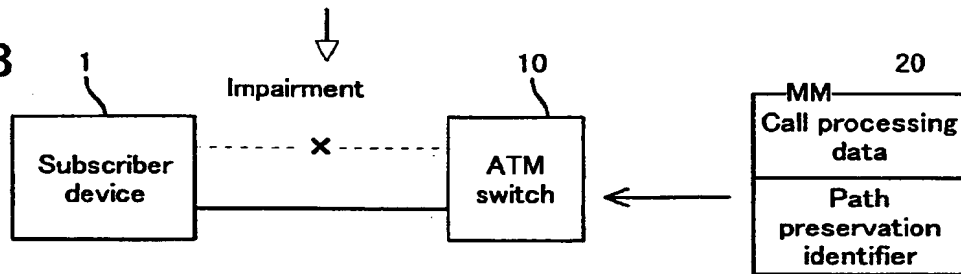 B
1
Impairment
10
20
Subscriber
device
ATM
switch
MM
Call processing
data
Path
preservation
identifier